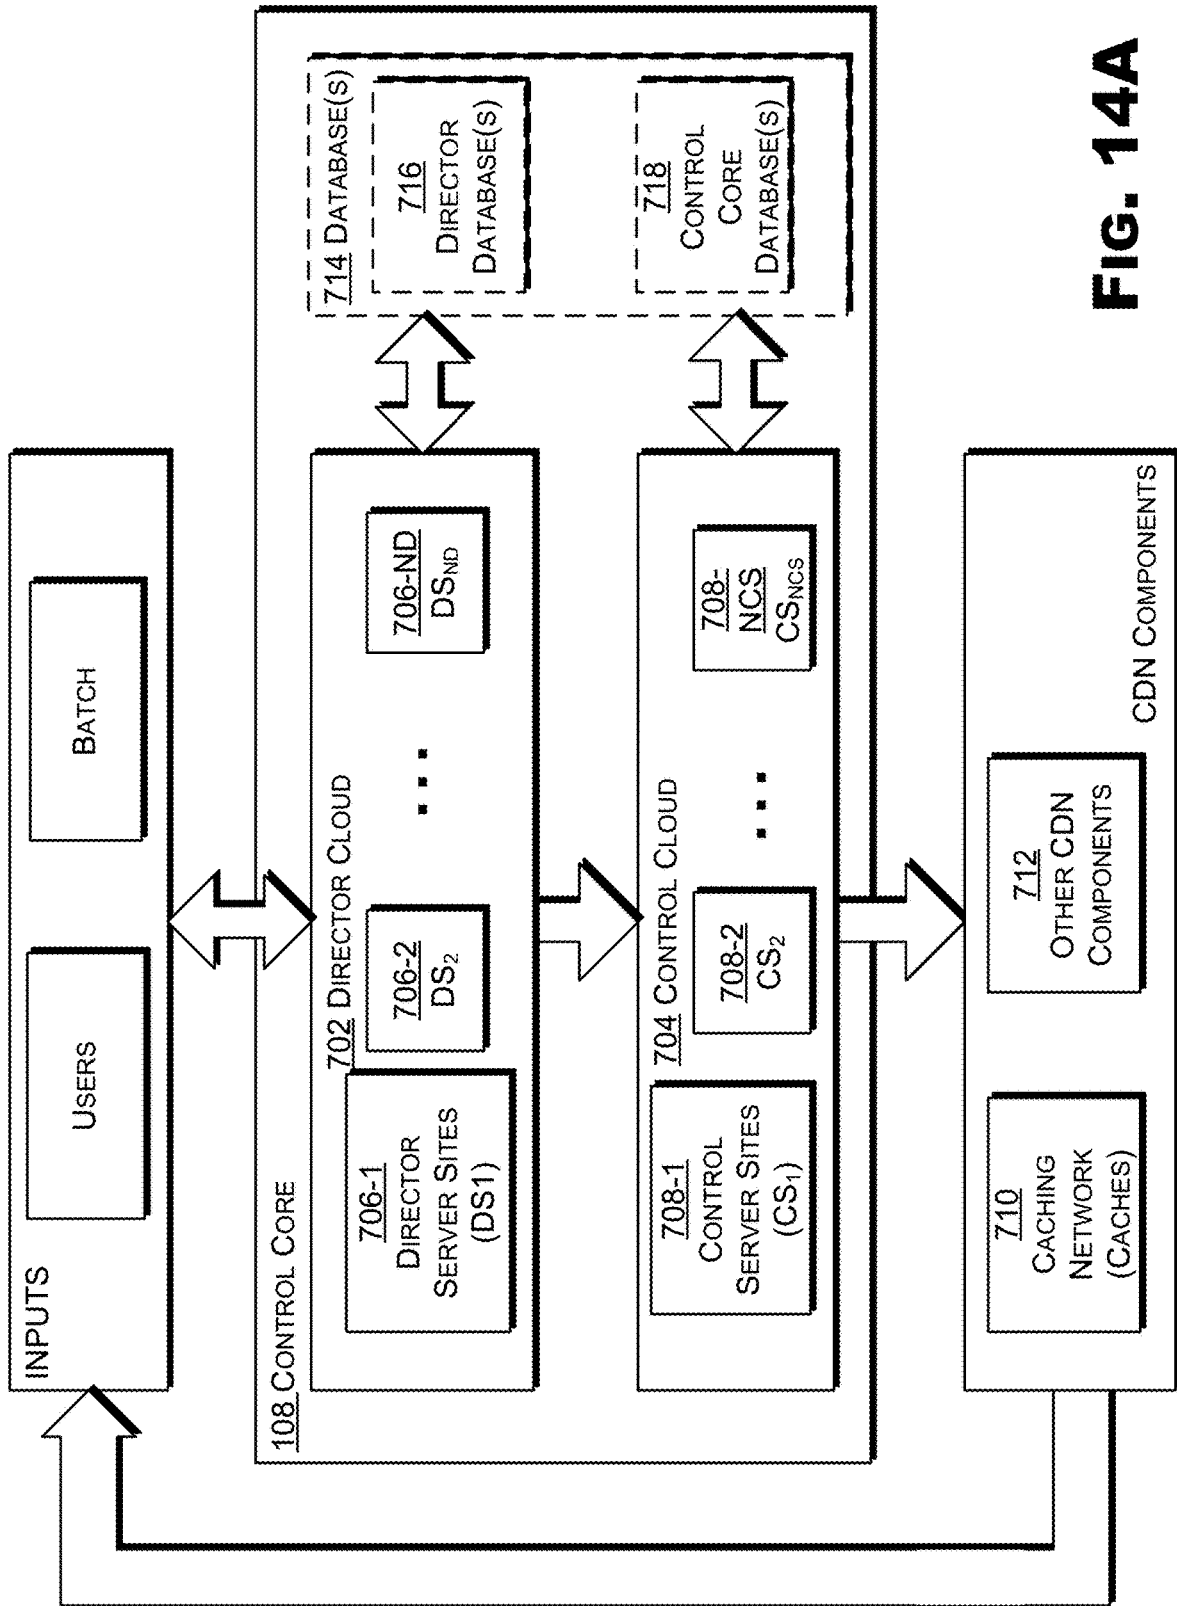 INPUTS
USERS
BATCH
108 CONTROL CORE
702 DIRECTOR CLOUD
706-1
DIRECTOR
SERVER SITES
(DS1)
706-2
DS2
...
706-ND
DSND
714 DATABASE(S)
716
DIRECTOR
DATABASE(S)
704 CONTROL CLOUD
708-1
CONTROL
SERVER SITES
(CS1)
708-2
CS2
...
708-
NCS
CSNCS
718
CONTROL
CORE
DATABASE(S)
710
CACHING
NETWORK
(CACHES)
712
OTHER CDN
COMPONENTS
CDN COMPONENTS
FIG. 14A